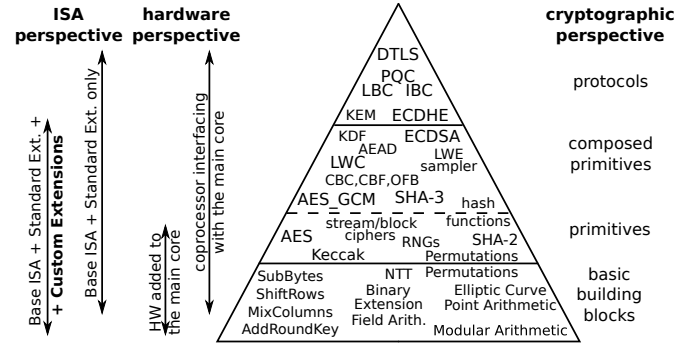 ISA
perspective
hardware
perspective
cryptographic
perspective
Base ISA + Standard Ext. +
+ Custom Extensions
Base ISA + Standard Ext. only
HW added to
the main core
coprocessor interfacing
with the main core
DTLS
PQC
LBC IBC
KEM ECDHE
KDF ECDSA
AEAD
LWC LWE
sampler
CBC,CBF,OFB
AES_GCM SHA-3 hash
functions
stream/block
ciphers
AES RNGs SHA-2
Keccak Permutations
SubBytes NTT Permutations
ShiftRows Binary Elliptic Curve
MixColumns Extension Point Arithmetic
AddRoundKey Field Arith. Modular Arithmetic
protocols
composed
primitives
primitives
basic
building
blocks